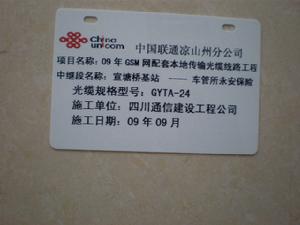 China
unicom
中国联通凉山州分公司
项目名称：09年GSM网配套本地传输光缆线路工程
中继段名称：宣塘桥基站 —— 车管所永安保险
光缆规格型号：GYTA-24
施工单位：四川通信建设工程公司
施工日期：09年09月